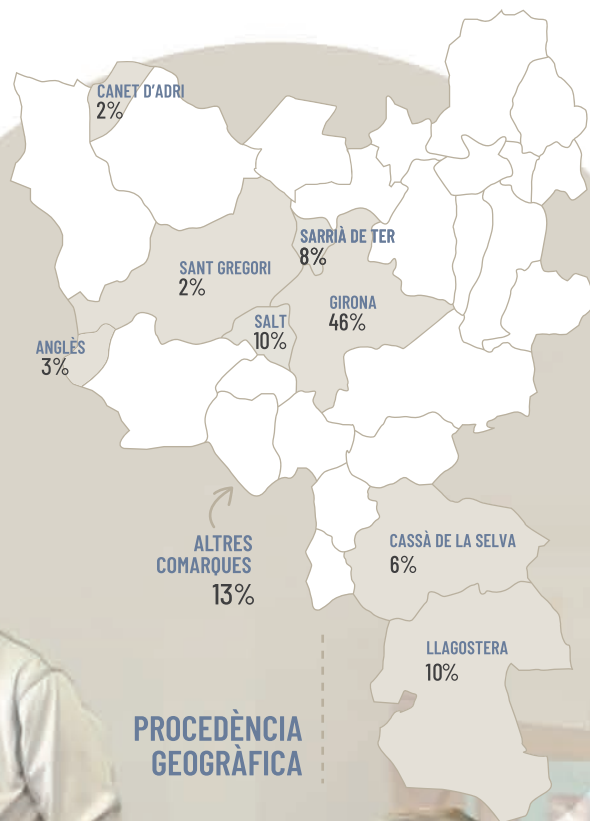 CANET D'ADRI
2%
SARRIÀ DE TER
8%
SANT GREGORI
2%
GIRONA
46%
SALT
10%
ANGLÈS
3%
ALTRES
COMARQUES
13%
CASSÀ DE LA SELVA
6%
LLAGOSTERA
10%
PROCEDÈNCIA
GEOGRÀFICA